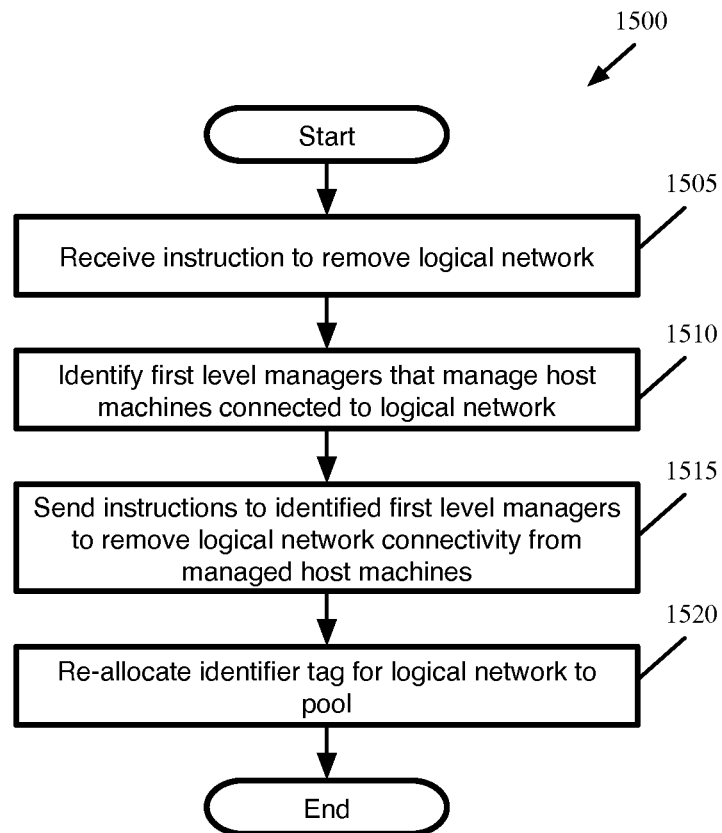 1500
Start
1505
Receive instruction to remove logical network
1510
Identify first level managers that manage host
machines connected to logical network
1515
Send instructions to identified first level managers
to remove logical network connectivity from
managed host machines
1520
Re-allocate identifier tag for logical network to
pool
End